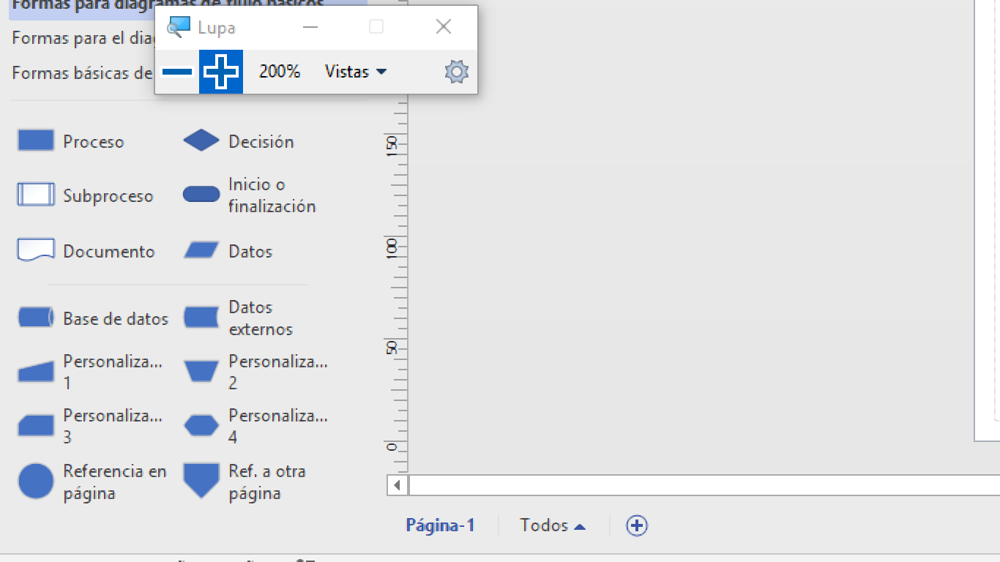 Formas para diagramas de flujo básicos
Lupa
Formas para el dia
200%
Vistas
Formas básicas de
Proceso
Decisión
Subproceso
Inicio o
finalización
Documento
Datos
Base de datos
Datos
externos
Personaliza...
1
Personaliza...
2
Personaliza...
3
Personaliza...
4
Referencia en
página
Ref. a otra
página
150
100
50
0
Página-1
Todos